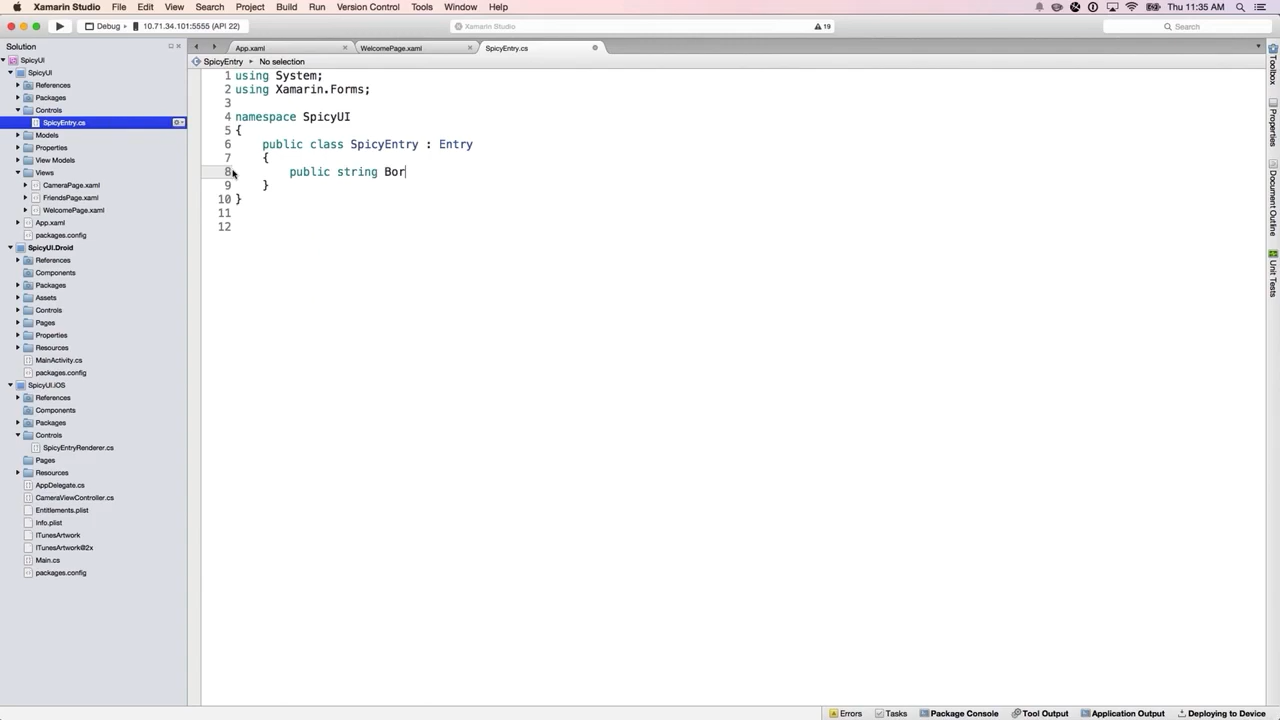 Xamarin Studio File Edit View Search Project Build Run Version Control Tools Window Help Thu 11:35 AM
Debug 10.71.34.101:5555 (API 22) Xamarin Studio 19 Search
Solution
App.xaml WelcomePage.xaml SpicyEntry.cs
SpicyEntry No selection
SpicyUI
SpicyUI
References
Packages
Controls
SpicyEntry.cs
Models
Properties
View Models
Views
CameraPage.xaml
FriendsPage.xaml
WelcomePage.xaml
App.xaml
packages.config
SpicyUI.Droid
References
Components
Packages
Assets
Controls
Pages
Properties
Resources
MainActivity.cs
packages.config
SpicyUI.iOS
References
Components
Packages
Controls
SpicyEntryRenderer.cs
Pages
Resources
AppDelegate.cs
CameraViewController.cs
Entitlements.plist
Info.plist
iTunesArtwork
iTunesArtwork@2x
Main.cs
packages.config
1 using System;
2 using Xamarin.Forms;
3
4 namespace SpicyUI
5 {
6 public class SpicyEntry : Entry
7 {
8 public string Bor
9 }
10 }
11
12
Toolbox
Properties
Document Outline
Unit Tests
Errors Tasks Package Console Tool Output Application Output Deploying to Device